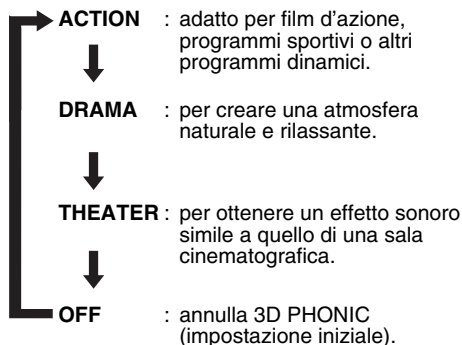 ACTION : adatto per film d'azione,
programmi sportivi o altri
programmi dinamici.
DRAMA : per creare una atmosfera
naturale e rilassante.
THEATER : per ottenere un effetto sonoro
simile a quello di una sala
cinematografica.
OFF : annulla 3D PHONIC
(impostazione iniziale).